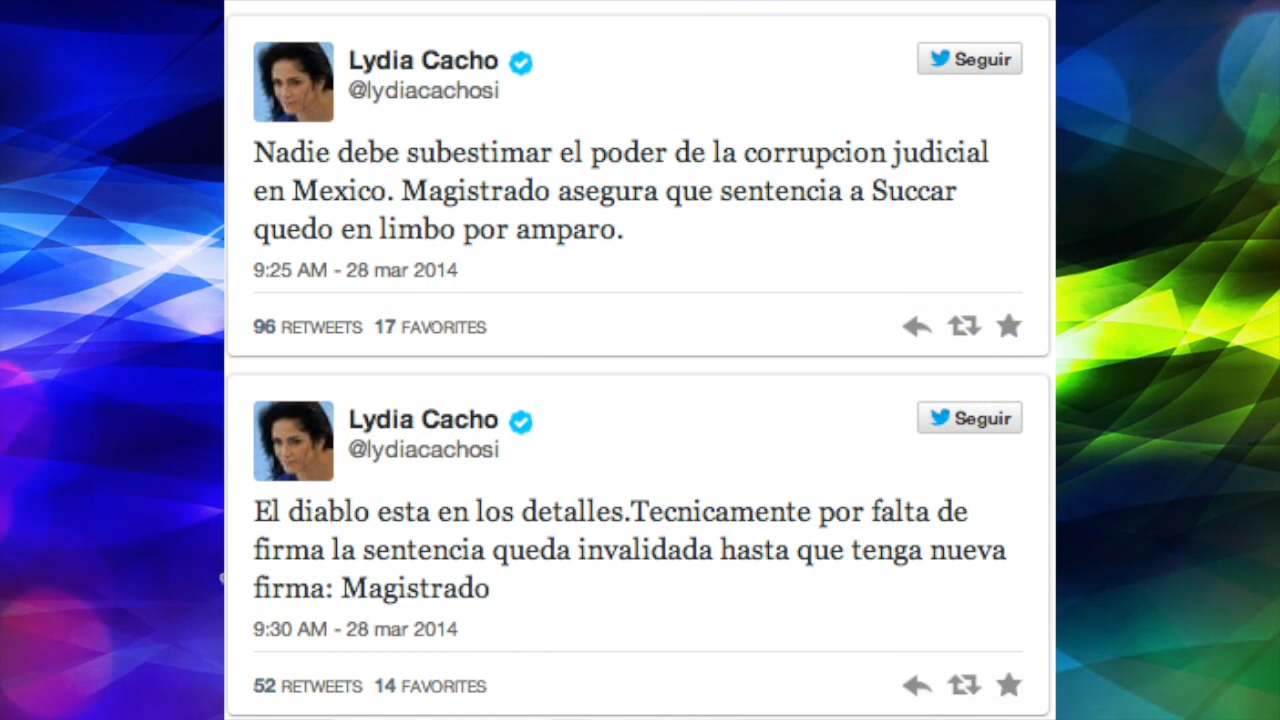 Lydia Cacho
Seguir
@lydiacachosi
Nadie debe subestimar el poder de la corrupcion judicial
en Mexico. Magistrado asegura que sentencia a Succar
quedo en limbo por amparo.
9:25 AM - 28 mar 2014
96 RETWEETS 17 FAVORITES
Lydia Cacho
Seguir
@lydiacachosi
El diablo esta en los detalles.Tecnicamente por falta de
firma la sentencia queda invalidada hasta que tenga nueva
firma: Magistrado
9:30 AM - 28 mar 2014
52 RETWEETS 14 FAVORITES